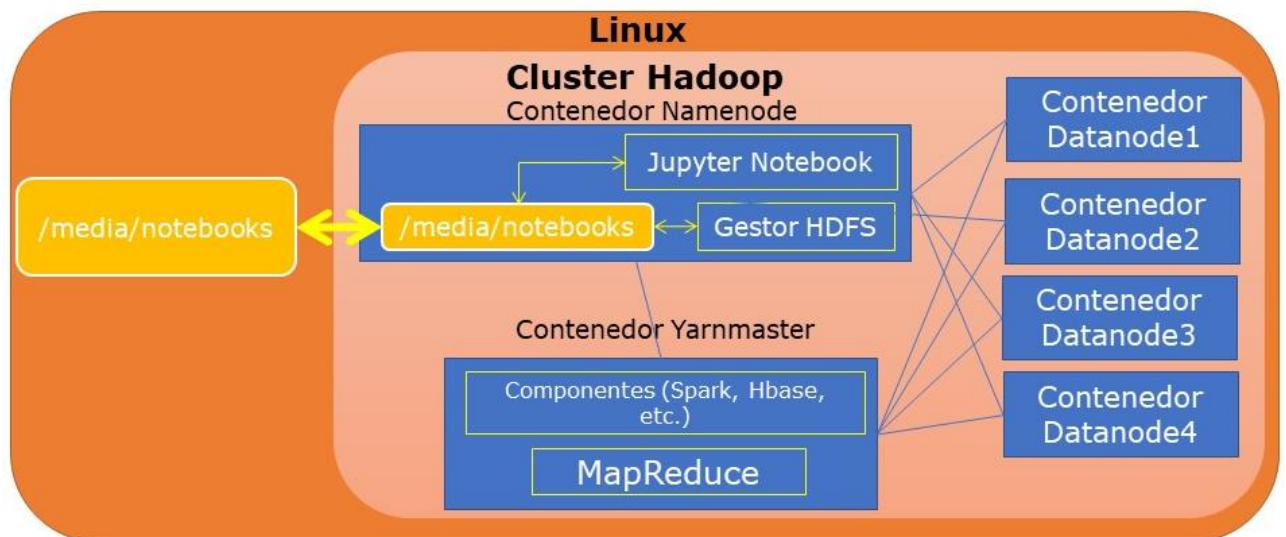 Linux
Cluster Hadoop
Contenedor Namenode
Jupyter Notebook
/media/notebooks
/media/notebooks
Gestor HDFS
Contenedor Yarnmaster
Componentes (Spark, Hbase,
etc.)
MapReduce
Contenedor
Datanode1
Contenedor
Datanode2
Contenedor
Datanode3
Contenedor
Datanode4